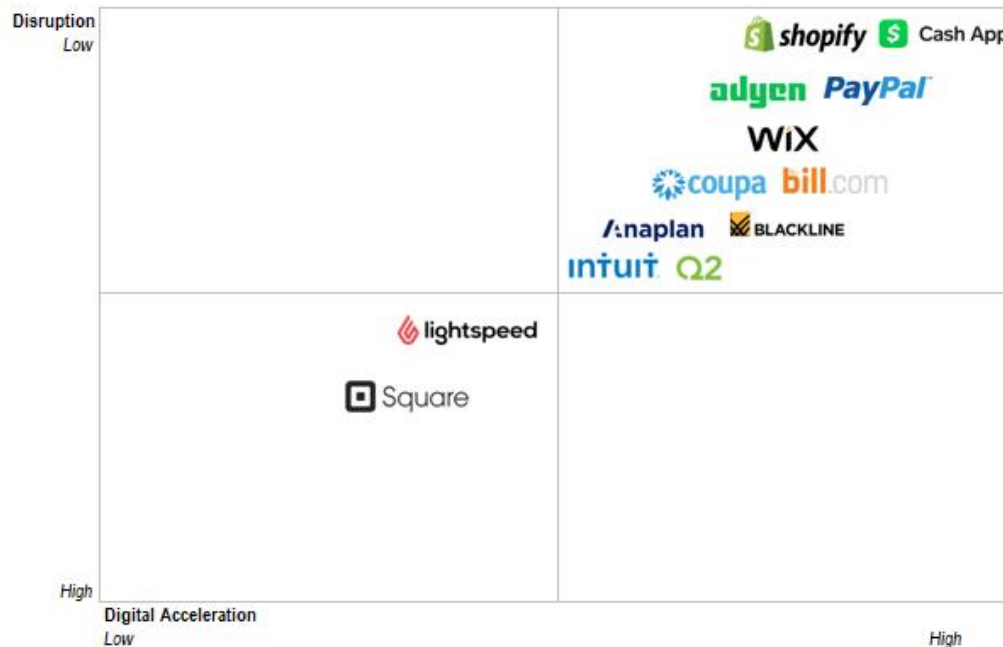 Disruption
Low
shopify Cash App
adyen PayPal
WiX
coupa bill.com
Anaplan BLACKLINE
ıntuıt Q2
lightspeed
Square
High
Digital Acceleration
Low High